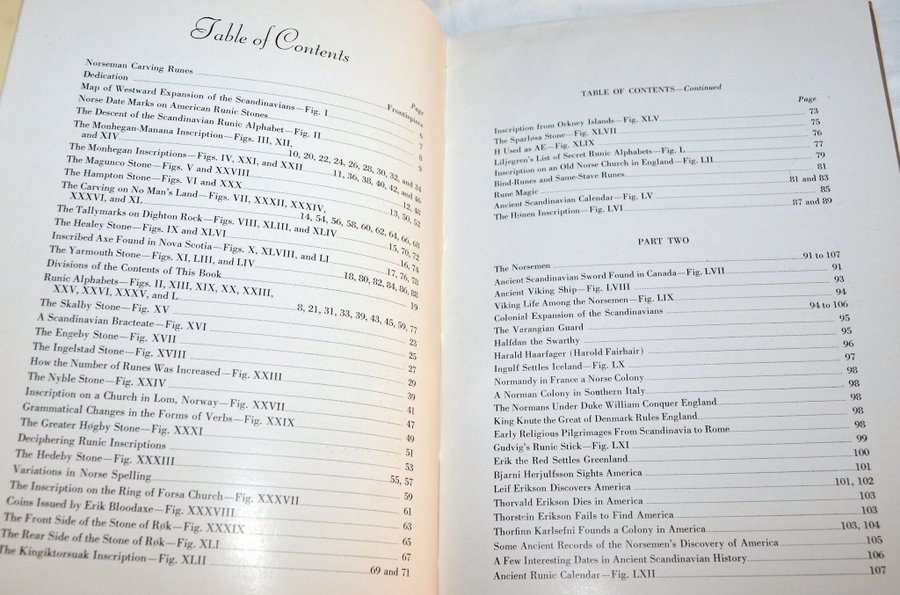 Table of Contents
Page
Norseman Carving Runes Frontispiece
Dedication 6
Map of Westward Expansion of the Scandinavians—Fig. I 7
Norse Date Marks on American Runic Stones 8
The Descent of the Scandinavian Runic Alphabet—Fig. II 9
The Monhegan-Manana Inscription—Figs. III, XII,
and XIV 10, 20, 22, 24, 26, 28, 30, 32, and 34
The Monhegan Inscriptions—Figs. IV, XXI, and XXII 11, 36, 38, 40, 42, and 46
The Magunco Stone—Figs. V and XXVIII 12, 48
The Hampton Stone—Figs. VI and XXX 13, 50, 52
The Carving on No Man's Land—Figs. VII, XXXII, XXXIV,
XXXVI, and XL 14, 54, 56, 58, 60, 62, 64, 66, 68
The Tallymarks on Dighton Rock—Figs. VIII, XLIII, and XLIV 15, 70, 72
The Healey Stone—Figs. IX and XLVI 16, 74
Inscribed Axe Found in Nova Scotia—Figs. X, XLVIII, and LI 17, 76, 78
The Yarmouth Stone—Figs. XI, LIII, and LIV 18, 80, 82, 84, 86, 88
Divisions of the Contents of This Book 19
Runic Alphabets—Figs. II, XIII, XIX, XX, XXIII,
XXV, XXVI, XXXV, and L 8, 21, 31, 33, 39, 43, 45, 59, 77
The Skalby Stone—Fig. XV 23
A Scandinavian Bracteate—Fig. XVI 25
The Engeby Stone—Fig. XVII 27
The Ingelstad Stone—Fig. XVIII 29
How the Number of Runes Was Increased—Fig. XXIII 39
The Nyble Stone—Fig. XXIV 41
Inscription on a Church in Lom, Norway—Fig. XXVII 47
Grammatical Changes in the Forms of Verbs—Fig. XXIX 49
The Greater Høgby Stone—Fig. XXXI 51
Deciphering Runic Inscriptions 53
The Hedeby Stone—Fig. XXXIII 55, 57
Variations in Norse Spelling 59
The Inscription on the Ring of Forsa Church—Fig. XXXVII 61
Coins Issued by Erik Bloodaxe—Fig. XXXVIII 63
The Front Side of the Stone of Røk—Fig. XXXIX 65
The Rear Side of the Stone of Røk—Fig. XLI 67
The Kingiktorsuak Inscription—Fig. XLII 69 and 71
TABLE OF CONTENTS—Continued
Page
Inscription from Orkney Islands—Fig. XLV 73
The Sparlösa Stone—Fig. XLVII 75
H Used as AE—Fig. XLIX 76
Liljegren's List of Secret Runic Alphabets—Fig. L 77
Inscription on an Old Norse Church in England—Fig. LII 79
Bind-Runes and Same-Stave Runes 81
Rune Magic 81 and 83
Ancient Scandinavian Calendar—Fig. LV 85
The Hønen Inscription—Fig. LVI 87 and 89
PART TWO
The Norsemen 91 to 107
Ancient Scandinavian Sword Found in Canada—Fig. LVII 91
Ancient Viking Ship—Fig. LVIII 93
Viking Life Among the Norsemen—Fig. LIX 94
Colonial Expansion of the Scandinavians 94 to 106
The Varangian Guard 95
Halfdan the Swarthy 95
Harald Haarfager (Harold Fairhair) 96
Ingulf Settles Iceland—Fig. LX 97
Normandy in France a Norse Colony 98
A Norman Colony in Southern Italy 98
The Normans Under Duke William Conquer England 98
King Knute the Great of Denmark Rules England 98
Early Religious Pilgrimages From Scandinavia to Rome 98
Gudvig's Runic Stick—Fig. LXI 99
Erik the Red Settles Greenland 100
Bjarni Herjulfsson Sights America 101
Leif Erikson Discovers America 101, 102
Thorvald Erikson Dies in America 103
Thorstein Erikson Fails to Find America 103
Thorfinn Karlsefni Founds a Colony in America 103, 104
Some Ancient Records of the Norsemen's Discovery of America 105
A Few Interesting Dates in Ancient Scandinavian History 106
Ancient Runic Calendar—Fig. LXII 107